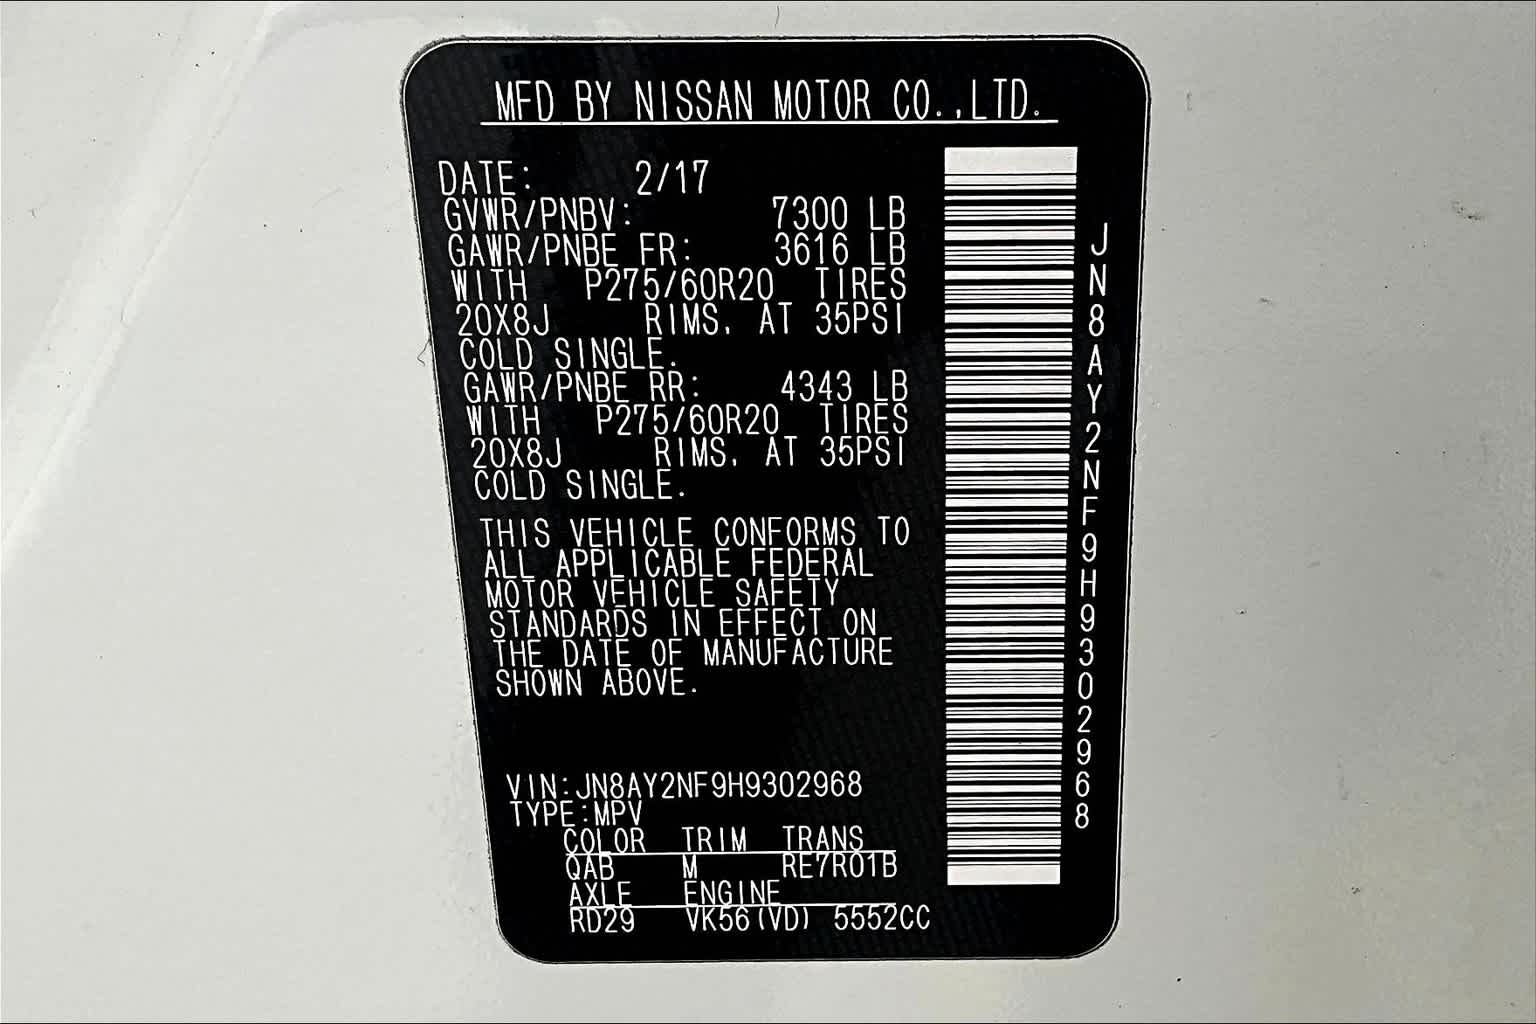 MFD BY NISSAN MOTOR CO.,LTD.
DATE: 2/17
GVWR/PNBV: 7300 LB
GAWR/PNBE FR: 3616 LB
WITH P275/60R20 TIRES
20X8J RIMS. AT 35PSI
COLD SINGLE.
GAWR/PNBE RR: 4343 LB
WITH P275/60R20 TIRES
20X8J RIMS. AT 35PSI
COLD SINGLE.
THIS VEHICLE CONFORMS TO
ALL APPLICABLE FEDERAL
MOTOR VEHICLE SAFETY
STANDARDS IN EFFECT ON
THE DATE OF MANUFACTURE
SHOWN ABOVE.
VIN:JN8AY2NF9H9302968
TYPE:MPV
COLOR TRIM TRANS
QAB M RE7R01B
AXLE ENGINE
RD29 VK56(VD) 5552CC
JN8AY2NF9H9302968